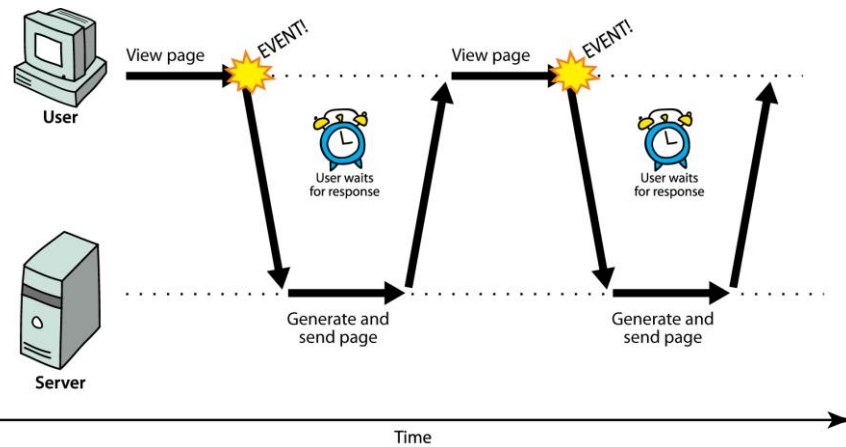 View page
EVENT!
View page
EVENT!
User
User waits
for response
User waits
for response
Generate and
send page
Generate and
send page
Server
Time